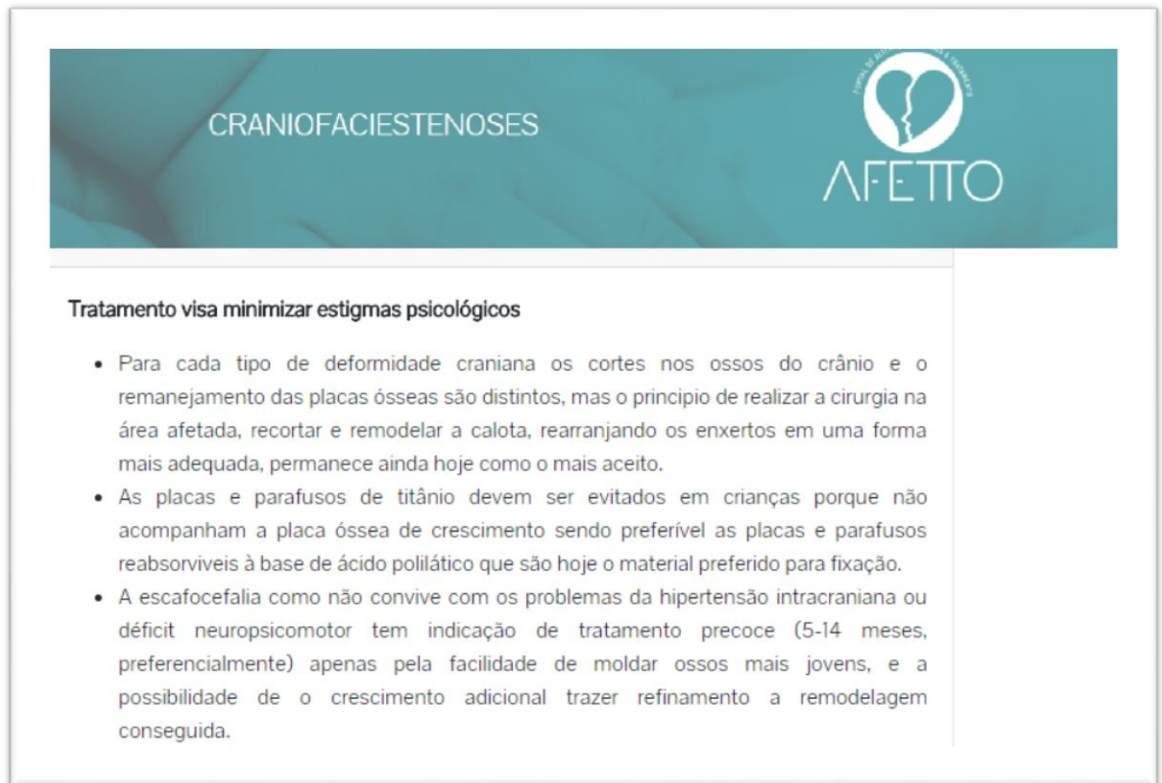 CRANIOFACIESTENOSES
AFETTO
Tratamento visa minimizar estigmas psicológicos
• Para cada tipo de deformidade craniana os cortes nos ossos do crânio e o
remanejamento das placas ósseas são distintos, mas o principio de realizar a cirurgia na
área afetada, recortar e remodelar a calota, rearranjando os enxertos em uma forma
mais adequada, permanece ainda hoje como o mais aceito.
• As placas e parafusos de titânio devem ser evitados em crianças porque não
acompanham a placa óssea de crescimento sendo preferível as placas e parafusos
reabsorviveis à base de ácido polilático que são hoje o material preferido para fixação.
• A escafocefalia como não convive com os problemas da hipertensão intracraniana ou
déficit neuropsicomotor tem indicação de tratamento precoce (5-14 meses,
preferencialmente) apenas pela facilidade de moldar ossos mais jovens, e a
possibilidade de o crescimento adicional trazer refinamento a remodelagem
conseguida.